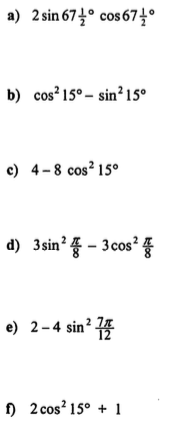 a) 2 sin 67½° cos 67½°
b) cos² 15° – sin² 15°
c) 4 – 8 cos² 15°
d) 3 sin² π/8 – 3 cos² π/8
e) 2 – 4 sin² 7π/12
f) 2 cos² 15° + 1